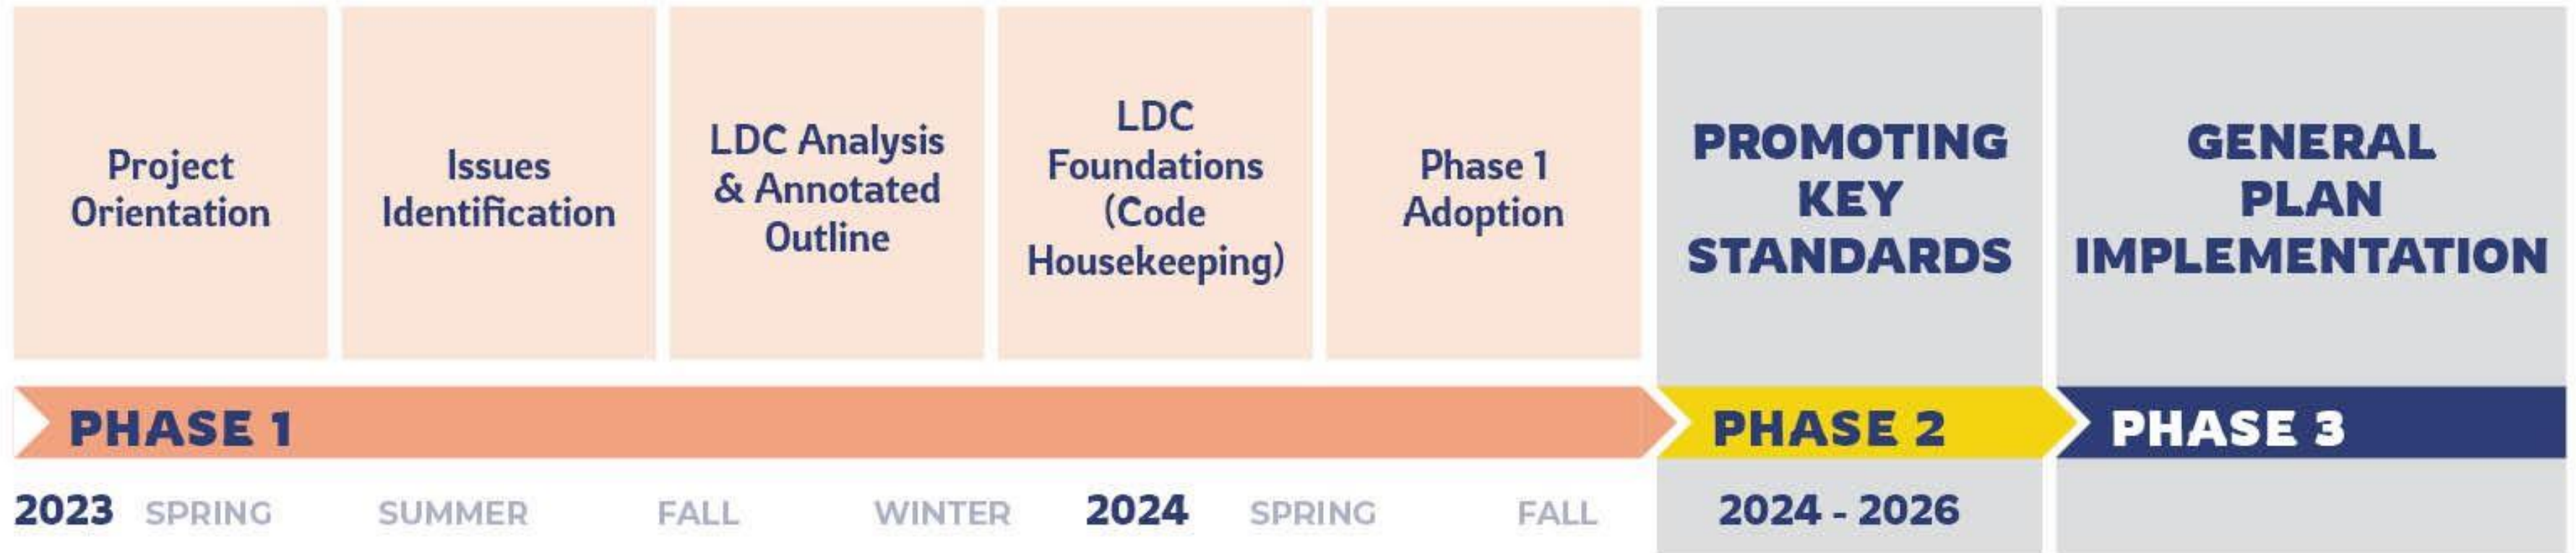 Project
Orientation
Issues
Identification
LDC Analysis
& Annotated
Outline
LDC
Foundations
(Code
Housekeeping)
Phase 1
Adoption
PROMOTING
KEY
STANDARDS
GENERAL
PLAN
IMPLEMENTATION
PHASE 1
PHASE 2
PHASE 3
2023 SPRING SUMMER FALL WINTER 2024 SPRING FALL 2024 - 2026